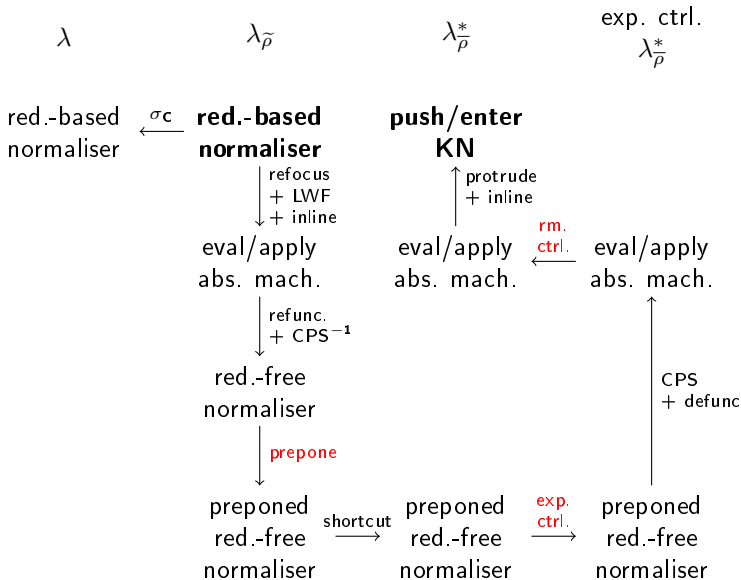 exp. ctrl.
λ λ_ρ̃ λ*_ρ̅ λ*_ρ̅
red.-based σc red.-based push/enter
normaliser normaliser KN
refocus protrude
+ LWF + inline
+ inline
rm.
ctrl.
eval/apply eval/apply eval/apply
abs. mach. abs. mach. abs. mach.
refunc.
+ CPS⁻¹
red.-free CPS
normaliser + defunc
prepone
preponed shortcut preponed exp. preponed
red.-free red.-free ctrl. red.-free
normaliser normaliser normaliser